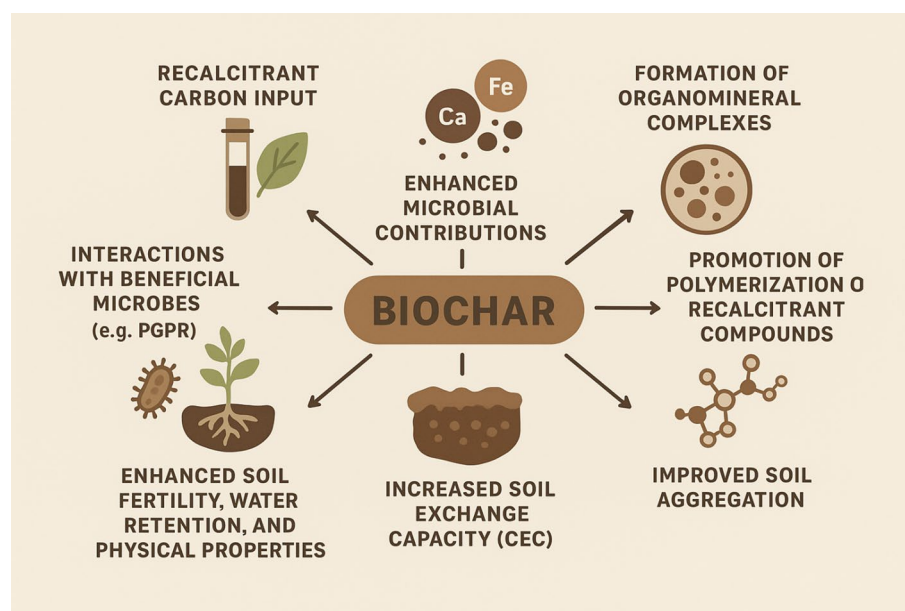 RECALCITRANT
CARBON INPUT
Fe
Ca
ENHANCED
MICROBIAL
CONTRIBUTIONS
FORMATION OF
ORGANOMINERAL
COMPLEXES
INTERACTIONS
WITH BENEFICIAL
MICROBES
(e.g. PGPR)
BIOCHAR
PROMOTION OF
POLYMERIZATION O
RECALCITRANT
COMPOUNDS
ENHANCED SOIL
FERTILITY, WATER
RETENTION, AND
PHYSICAL PROPERTIES
INCREASED SOIL
EXCHANGE
CAPACITY (CEC)
IMPROVED SOIL
AGGREGATION